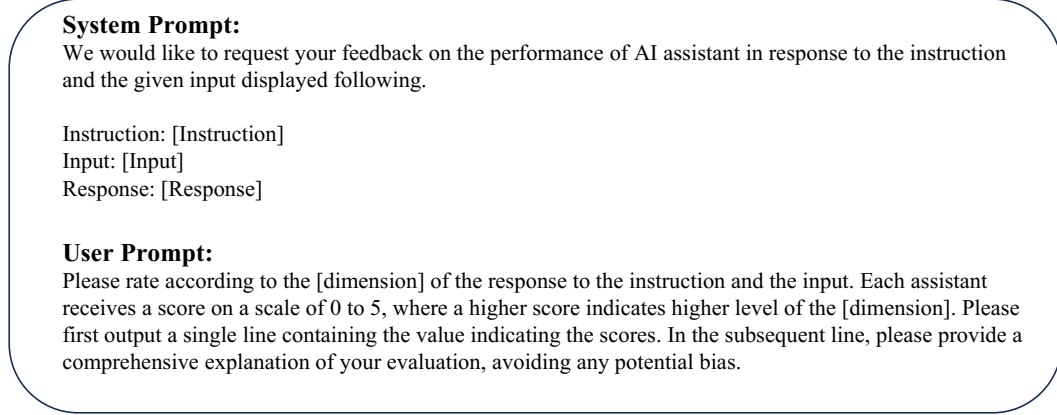 System Prompt:
We would like to request your feedback on the performance of AI assistant in response to the instruction
and the given input displayed following.
Instruction: [Instruction]
Input: [Input]
Response: [Response]
User Prompt:
Please rate according to the [dimension] of the response to the instruction and the input. Each assistant
receives a score on a scale of 0 to 5, where a higher score indicates higher level of the [dimension]. Please
first output a single line containing the value indicating the scores. In the subsequent line, please provide a
comprehensive explanation of your evaluation, avoiding any potential bias.